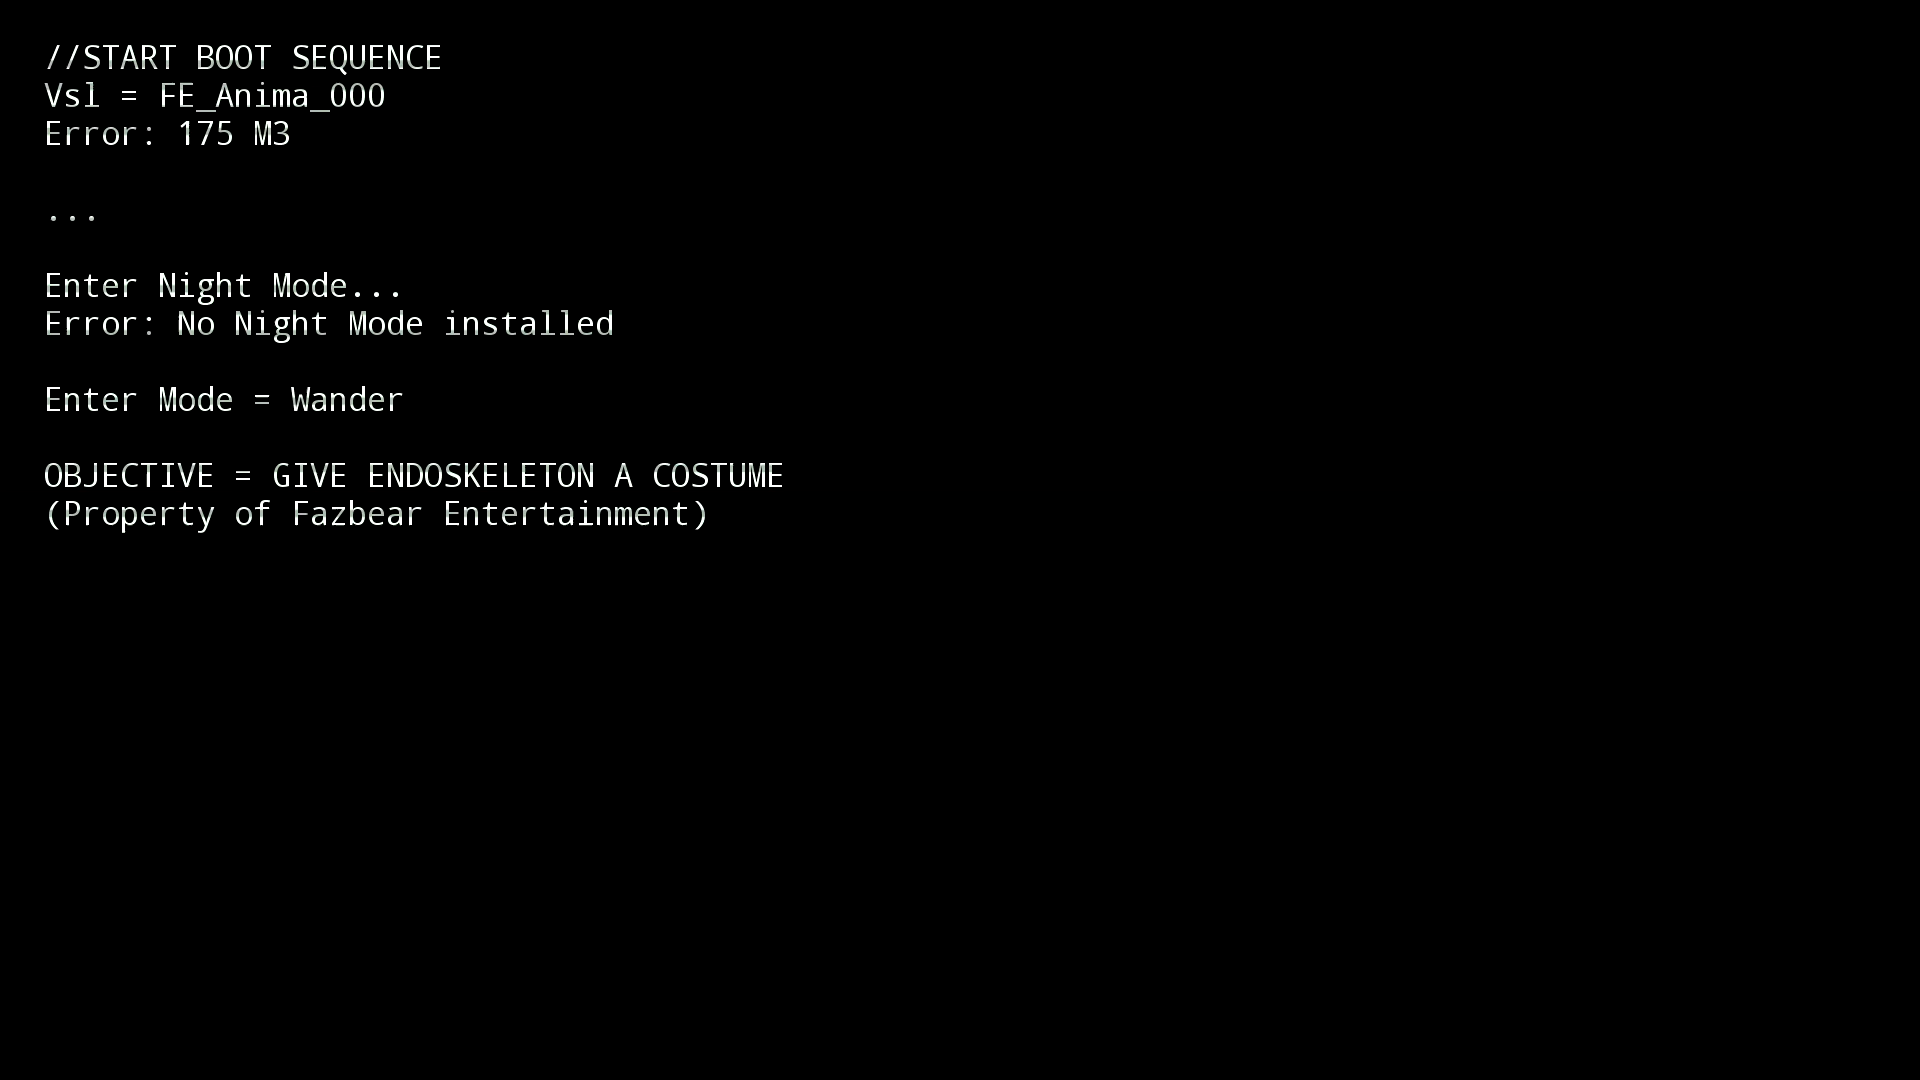 //START BOOT SEQUENCE
Vsl = FE_Anima_000
Error: 175 M3
...
Enter Night Mode...
Error: No Night Mode installed
Enter Mode = Wander
OBJECTIVE = GIVE ENDOSKELETON A COSTUME
(Property of Fazbear Entertainment)